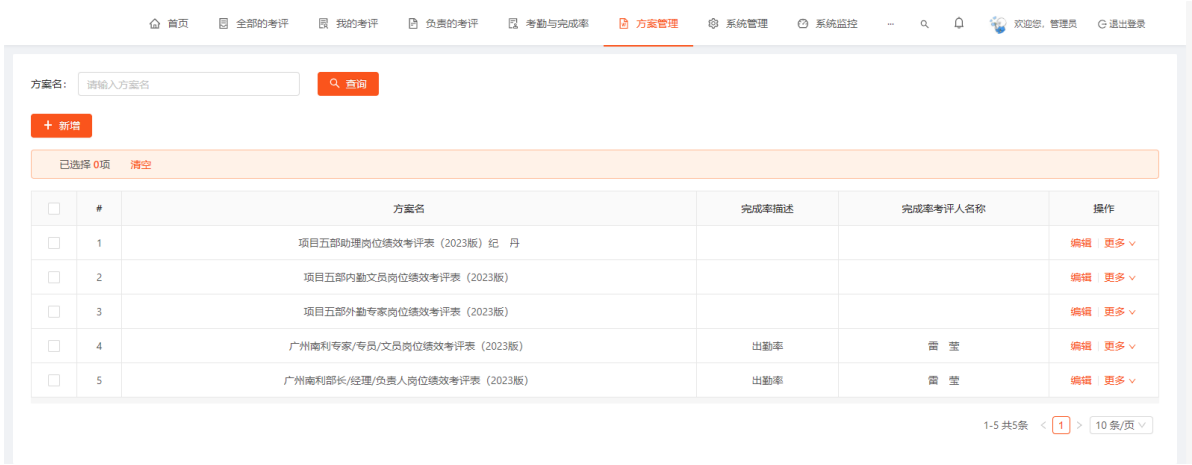 首页 全部的考评 我的考评 负责的考评 考勤与完成率 方案管理 系统管理 系统监控 ... 欢迎您，管理员 退出登录
方案名： 请输入方案名 查询
+ 新增
已选择 0项 清空
# 方案名 完成率描述 完成率考评人名称 操作
1 项目五部助理岗位绩效考评表（2023版）纪 丹 编辑 更多
2 项目五部内勤文员岗位绩效考评表（2023版） 编辑 更多
3 项目五部外勤专家岗位绩效考评表（2023版） 编辑 更多
4 广州南利专家/专员/文员岗位绩效考评表（2023版） 出勤率 雷 莹 编辑 更多
5 广州南利部长/经理/负责人岗位绩效考评表（2023版） 出勤率 雷 莹 编辑 更多
1-5 共5条 < 1 > 10 条/页